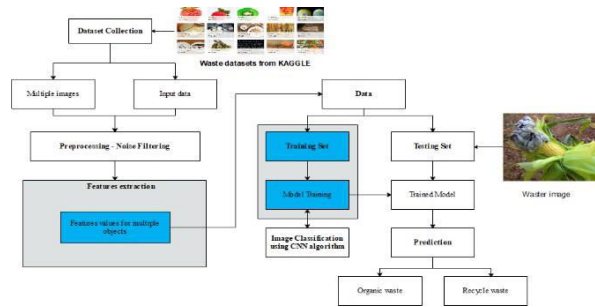 Dataset Collection
Waste datasets from KAGGLE
Multiple images
Input data
Data
Preprocessing - Noise Filtering
Training Set
Testing Set
Features extraction
Model Training
Trained Model
Waster image
Features values for multiple
objects
Image Classification
using CNN algorithm
Prediction
Organic waste
Recycle waste